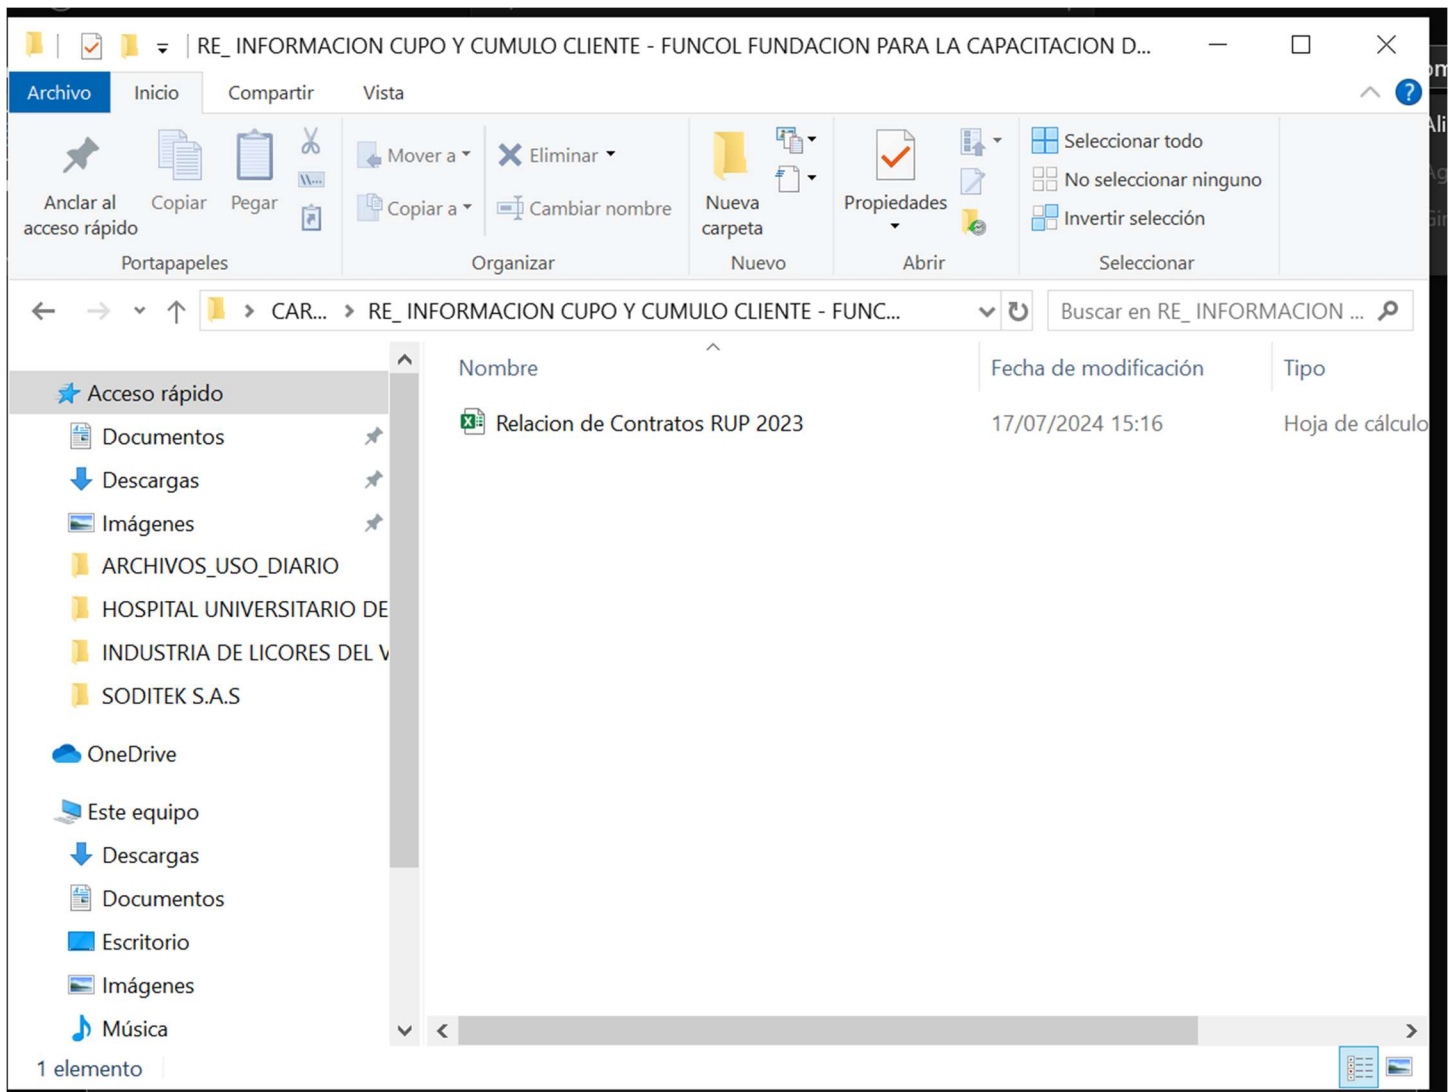 RE_ INFORMACION CUPO Y CUMULO CLIENTE - FUNCOL FUNDACION PARA LA CAPACITACION D...
Archivo Inicio Compartir Vista
Anclar al acceso rápido
Copiar
Pegar
Mover a
Copiar a
Eliminar
Cambiar nombre
Nueva carpeta
Propiedades
Seleccionar todo
No seleccionar ninguno
Invertir selección
Portapapeles Organizar Nuevo Abrir Seleccionar
CAR... > RE_ INFORMACION CUPO Y CUMULO CLIENTE - FUNC...
Buscar en RE_ INFORMACION ...
Nombre Fecha de modificación Tipo
Relacion de Contratos RUP 2023 17/07/2024 15:16 Hoja de cálculo
Acceso rápido
Documentos
Descargas
Imágenes
ARCHIVOS_USO_DIARIO
HOSPITAL UNIVERSITARIO DE
INDUSTRIA DE LICORES DEL V
SODITEK S.A.S
OneDrive
Este equipo
Descargas
Documentos
Escritorio
Imágenes
Música
1 elemento